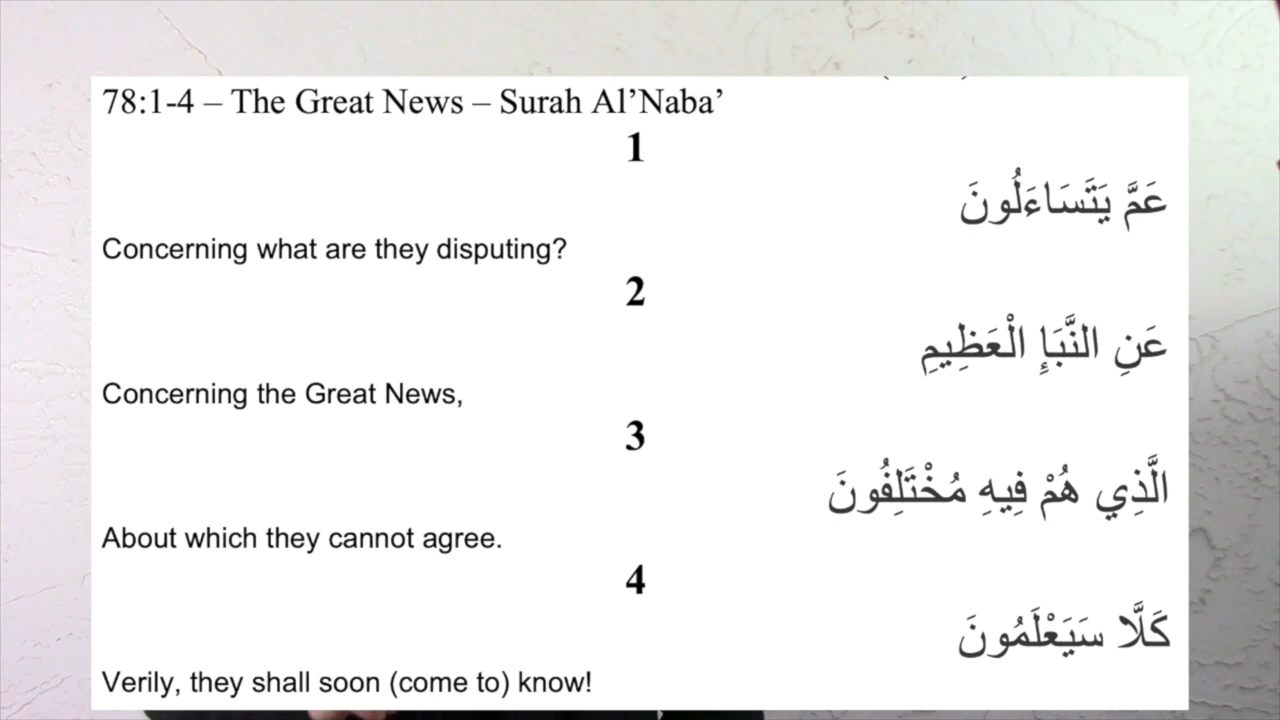 78:1-4 – The Great News – Surah Al’Naba’
1
عَمَّ يَتَسَاءَلُونَ
Concerning what are they disputing?
2
عَنِ النَّبَإِ الْعَظِيمِ
Concerning the Great News,
3
الَّذِي هُمْ فِيهِ مُخْتَلِفُونَ
About which they cannot agree.
4
كَلَّا سَيَعْلَمُونَ
Verily, they shall soon (come to) know!